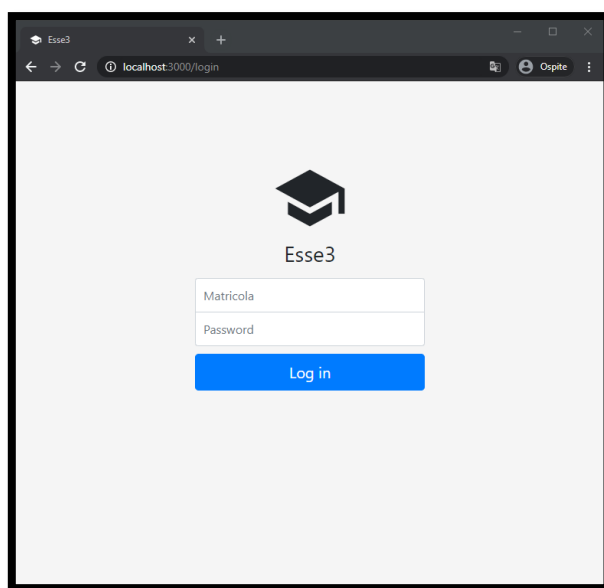 Esse3
localhost:3000/login
Ospite
Esse3
Matricola
Password
Log in